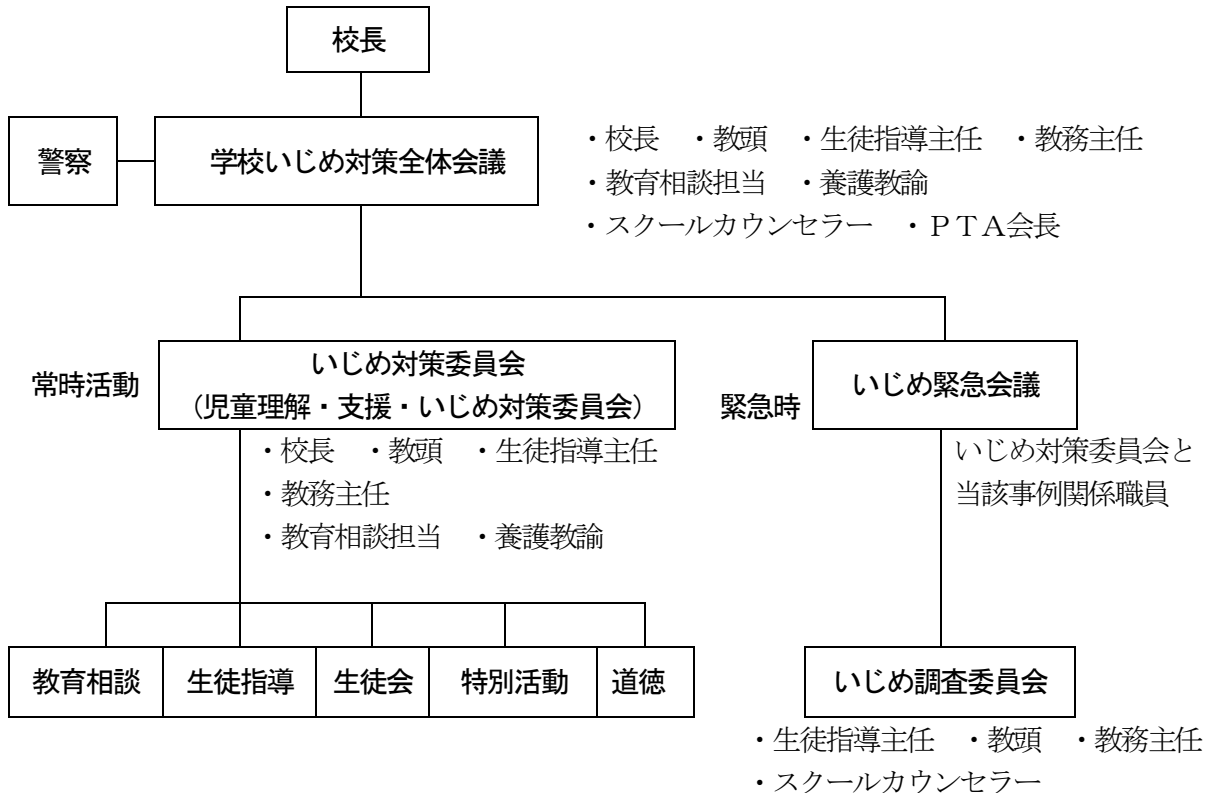 校長
警察
学校いじめ対策全体会議
・校長　・教頭　・生徒指導主任　・教務主任
・教育相談担当　・養護教諭
・スクールカウンセラー　・ＰＴＡ会長
常時活動
いじめ対策委員会
（児童理解・支援・いじめ対策委員会）
・校長　・教頭　・生徒指導主任
・教務主任
・教育相談担当　・養護教諭
緊急時
いじめ緊急会議
いじめ対策委員会と
当該事例関係職員
教育相談
生徒指導
生徒会
特別活動
道徳
いじめ調査委員会
・生徒指導主任　・教頭　・教務主任
・スクールカウンセラー